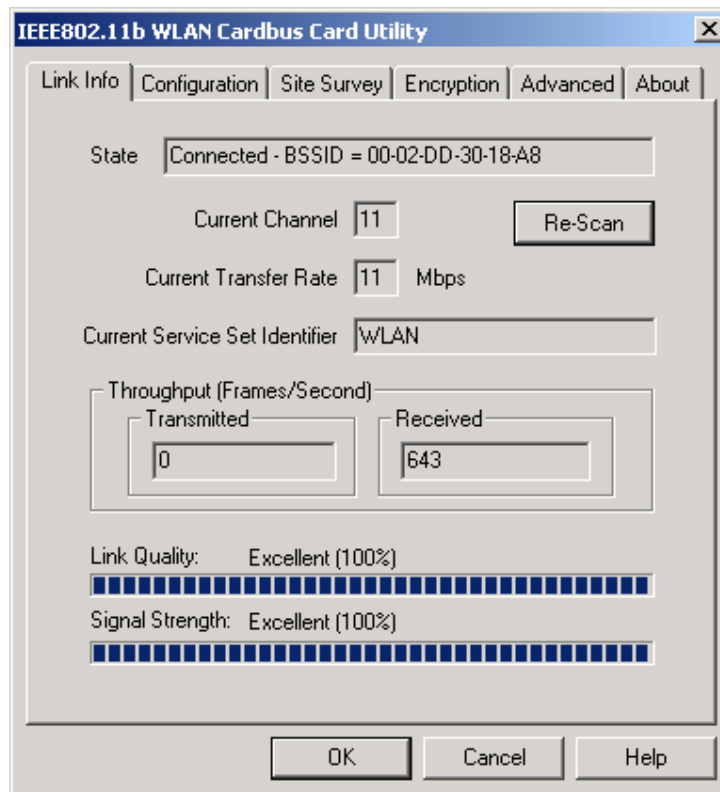 IEEE802.11b WLAN Cardbus Card Utility
Link Info Configuration Site Survey Encryption Advanced About
State Connected - BSSID = 00-02-DD-30-18-A8
Current Channel 11 Re-Scan
Current Transfer Rate 11 Mbps
Current Service Set Identifier WLAN
Throughput (Frames/Second)
Transmitted Received
0 643
Link Quality: Excellent (100%)
Signal Strength: Excellent (100%)
OK Cancel Help